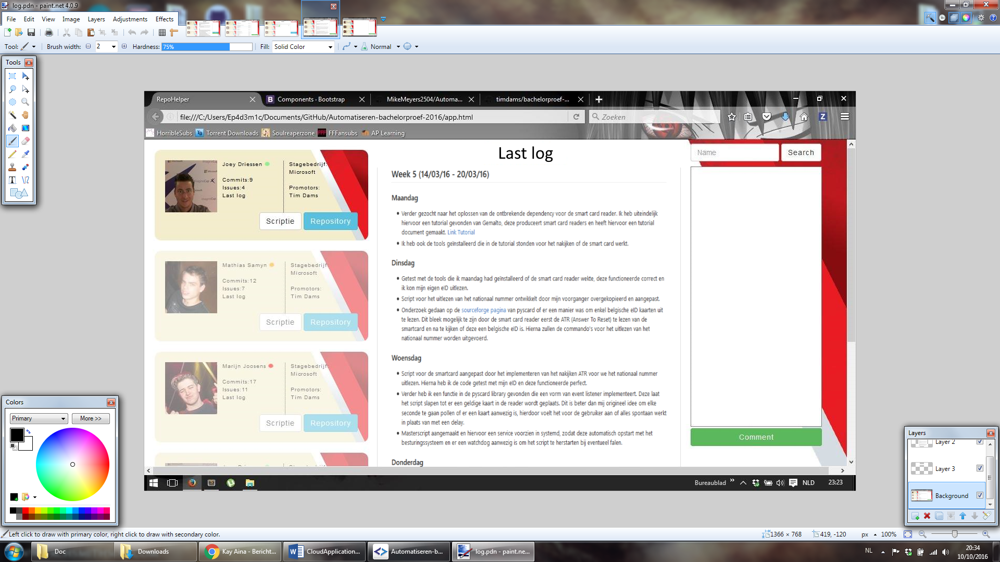 log.pdn - paint.net 4.0.9
File Edit View Image Layers Adjustments Effects
Tool: Brush width: 2 Hardness: 75% Fill: Solid Color Normal
Tools
RepoHelper
Components · Bootstrap
MikeMeyers2504/Automa...
timdams/bachelorproef-...
file:///C:/Users/Ep4d3m1c/Documents/GitHub/Automatiseren-bachelorproef-2016/app.html
Zoeken
HorribleSubs
Torrent Downloads
Soulreaperzone
FFFansubs
AP Learning
Joey Driessen
Commits:9
Issues:4
Last log
Stagebedrijf:
Microsoft
Promotors:
Tim Dams
Scriptie Repository
Mathias Samyn
Commits:12
Issues:7
Last log
Stagebedrijf
Microsoft
Promotors:
Tim Dams
Scriptie Repository
Marijn Joosens
Commits:17
Issues:11
Last log
Stagebedrijf
Microsoft
Promotors:
Tim Dams
Scriptie Repository
Last log
Week 5 (14/03/16 - 20/03/16)
Maandag
• Verder gezocht naar het oplossen van de ontbrekende dependency voor de smart card reader. Ik heb uiteindelijk
hiervoor een tutorial gevonden van Gemalto, deze produceert smart card readers en heeft hiervoor een tutorial
document gemaakt. Link Tutorial
• Ik heb ook de tools geïnstalleerd die in de tutorial stonden voor het nakijken of de smart card werkt.
Dinsdag
• Getest met de tools die ik maandag had geïnstalleerd of de smart card reader wekte, deze functioneerde correct en
ik kon mijn eigen eID uitlezen.
• Script voor het uitlezen van het nationaal nummer ontwikkelt door mijn voorganger overgekopieerd en aangepast.
• Onderzoek gedaan op de sourceforge pagina van pyscard of er een manier was om enkel belgische eID kaarten uit
te lezen. Dit bleek mogelijk te zijn door de smart card reader eerst de ATR (Answer To Reset) te lezen van de
smartcard en na te kijken of deze een belgische eID is. Hierna zullen de commando's voor het uitlezen van het
nationaal nummer worden uitgevoerd.
Woensdag
• Script voor de smartcard aangepast door het implementeren van het nakijken ATR voor we het nationaal nummer
uitlezen. Hierna heb ik de code getest met mijn eID en deze functioneerde perfect.
• Verder heb ik een functie in de pyscard library gevonden die een vorm van event listener implementeert. Deze laat
het script slapen tot er een geldige kaart in de reader wordt geplaats. Dit is beter dan mij origineel idee om elke
seconde te gaan pollen of er een kaart aanwezig is, hierdoor voelt het voor de gebruiker aan of alles spontaan werkt
in plaats van met een delay.
• Masterscript aangemaakt en hiervoor een service voorzien in systemd, zodat deze automatisch opstart met het
besturingssysteem en er een watchdog aanwezig is om het script te herstarten bij eventueel falen.
Donderdag
Name Search
Comment
Bureaublad » NLD 23:23
Colors
Primary More >>
Layers
Layer 2
Layer 3
Background
Left click to draw with primary color, right click to draw with secondary color.
1366 × 768 419, -120 px 100%
Doc
Downloads
Kay Aina - Bericht...
CloudApplication...
Automatiseren-b...
log.pdn - paint.ne...
NL
20:34
10/10/2016